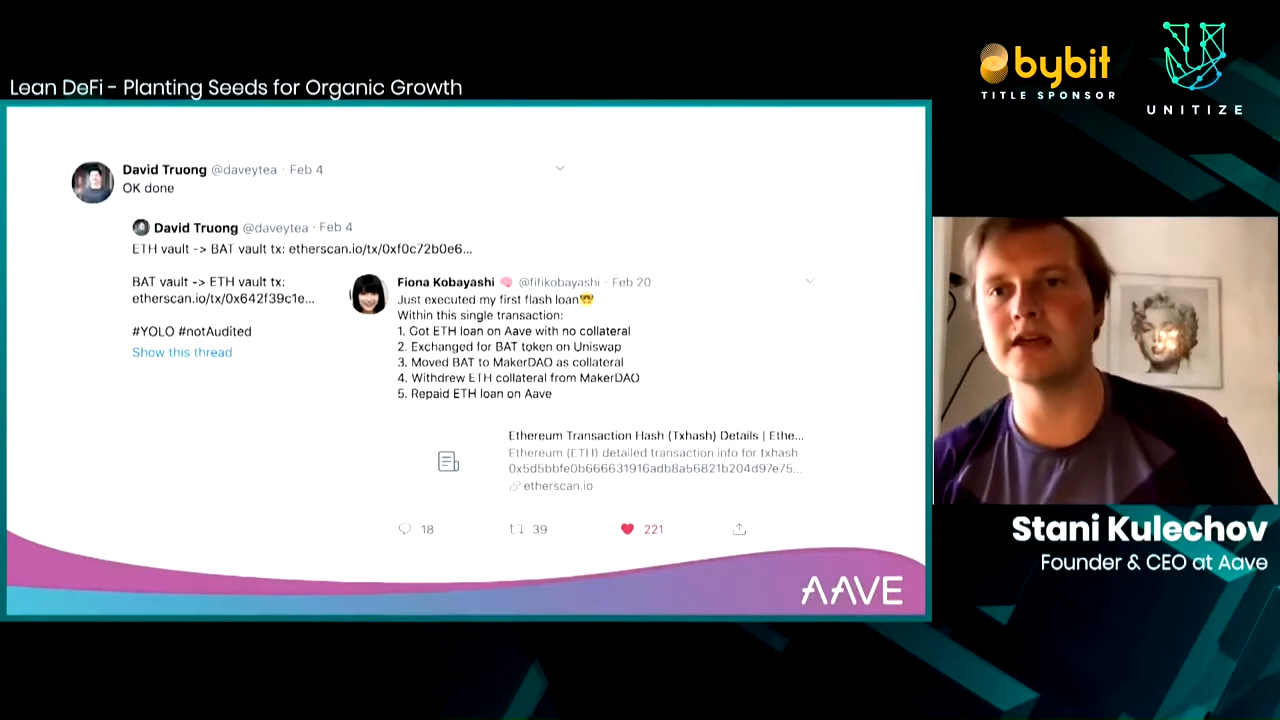 Lean DeFi - Planting Seeds for Organic Growth
bybit
TITLE SPONSOR
UNITIZE
David Truong @daveytea · Feb 4
OK done
David Truong @daveytea · Feb 4
ETH vault -> BAT vault tx: etherscan.io/tx/0xf0c72b0e6...
BAT vault -> ETH vault tx:
etherscan.io/tx/0x642f39c1e...
#YOLO #notAudited
Show this thread
Fiona Kobayashi 🧠 @fifikobayashi · Feb 20
Just executed my first flash loan🤓
Within this single transaction:
1. Got ETH loan on Aave with no collateral
2. Exchanged for BAT token on Uniswap
3. Moved BAT to MakerDAO as collateral
4. Withdrew ETH collateral from MakerDAO
5. Repaid ETH loan on Aave
Ethereum Transaction Hash (Txhash) Details | Ethe...
Ethereum (ETH) detailed transaction info for txhash
0x5d5bbfe0b666631916adb8a56821b204d97e75...
etherscan.io
18 39 221
AAVE
Stani Kulechov
Founder & CEO at Aave